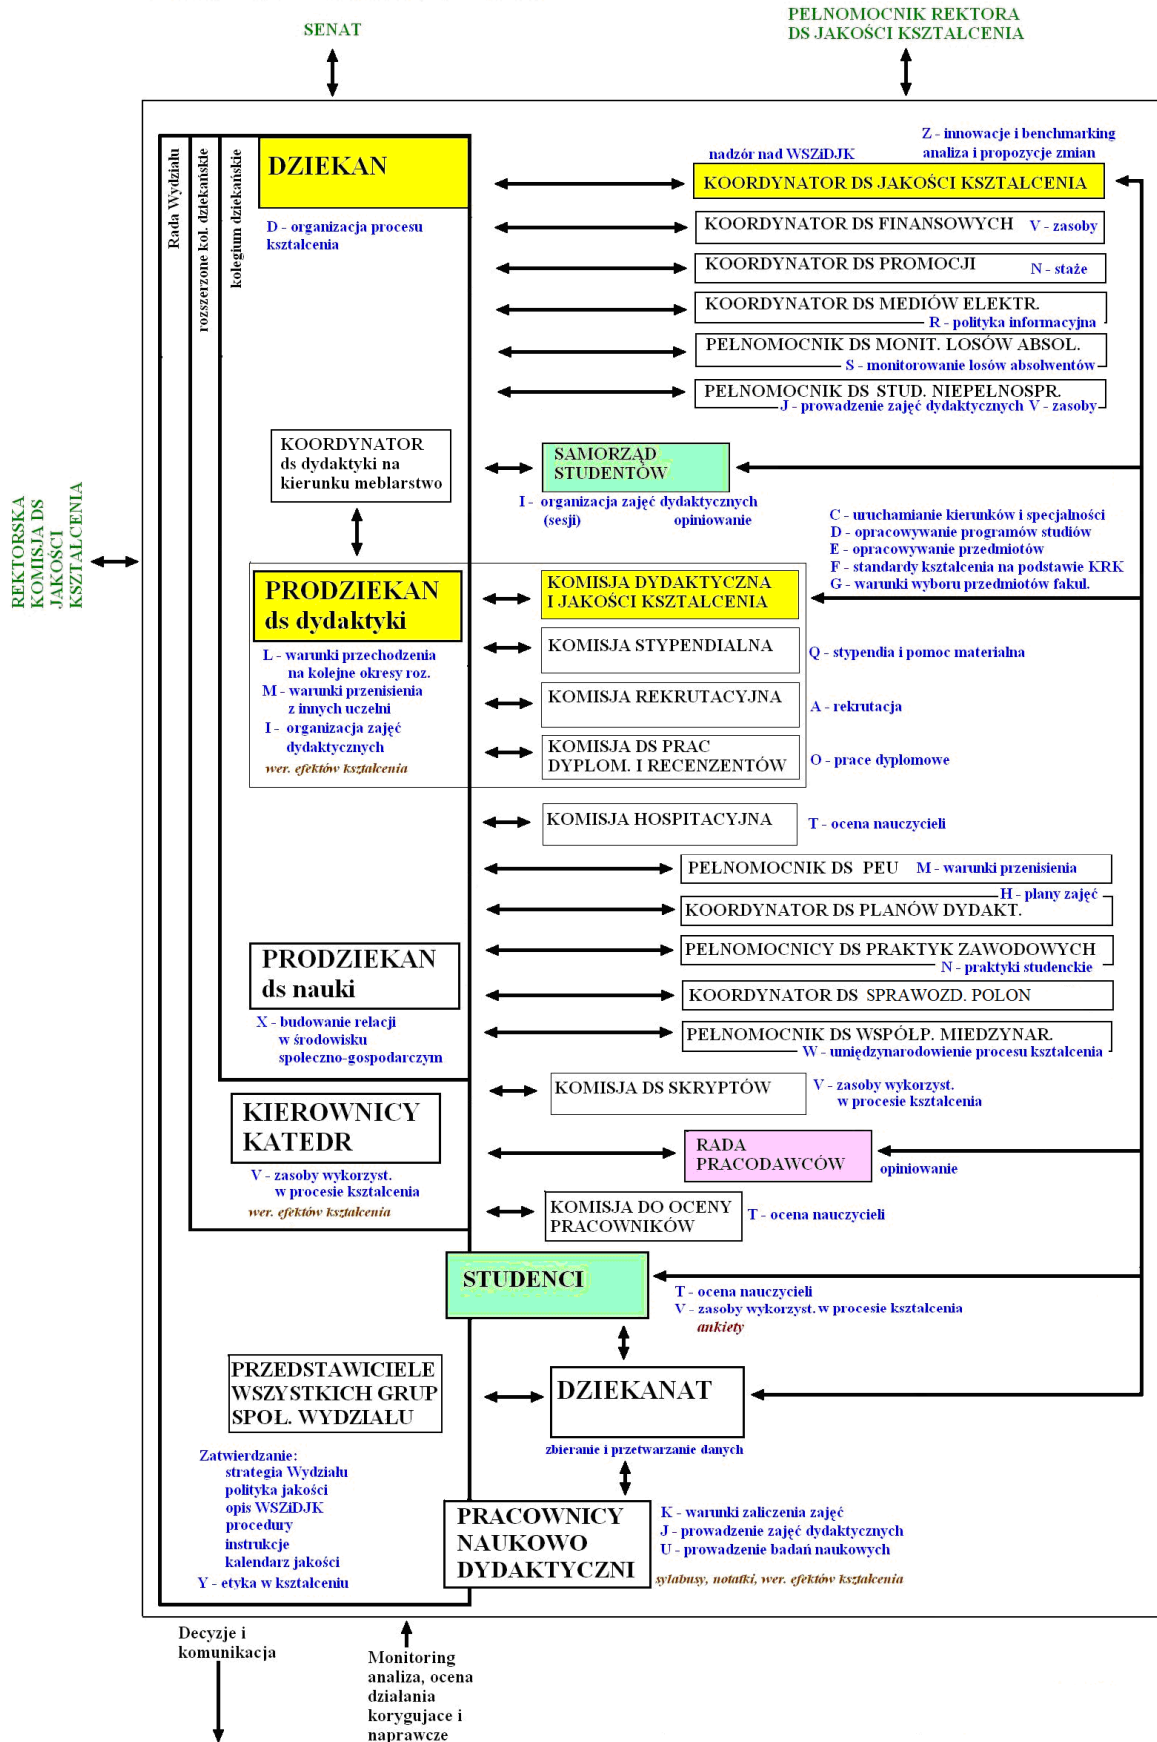 SENAT
PEŁNOMOCNIK REKTORA
DS JAKOŚCI KSZTAŁCENIA
REKTORSKA
KOMISJA DS
JAKOŚCI
KSZTAŁCENIA
Rada Wydziału
rozszerzone kol. dziekańskie
kolegium dziekańskie
DZIEKAN
D - organizacja procesu
kształcenia
Z - innowacje i benchmarking
analiza i propozycje zmian
nadzór nad WSZiDJK
KOORDYNATOR DS JAKOŚCI KSZTAŁCENIA
KOORDYNATOR DS FINANSOWYCH V - zasoby
KOORDYNATOR DS PROMOCJI N - staże
KOORDYNATOR DS MEDIÓW ELEKTR.
R - polityka informacyjna
PEŁNOMOCNIK DS MONIT. LOSÓW ABSOL.
S - monitorowanie losów absolwentów
PEŁNOMOCNIK DS STUD. NIEPEŁNOSPR.
J - prowadzenie zajęć dydaktycznych V - zasoby
KOORDYNATOR
ds dydaktyki na
kierunku meblarstwo
SAMORZĄD
STUDENTÓW
I - organizacja zajęć dydaktycznych
(sesji) opiniowanie
C - uruchamianie kierunków i specjalności
D - opracowywanie programów studiów
E - opracowywanie przedmiotów
F - standardy kształcenia na podstawie KRK
G - warunki wyboru przedmiotów fakul.
PRODZIEKAN
ds dydaktyki
L - warunki przechodzenia
na kolejne okresy roz.
M - warunki przenisienia
z innych uczelni
I - organizacja zajęć
dydaktycznych
wer. efektów kształcenia
KOMISJA DYDAKTYCZNA
I JAKOŚCI KSZTAŁCENIA
KOMISJA STYPENDIALNA
Q - stypendia i pomoc materialna
KOMISJA REKRUTACYJNA
A - rekrutacja
KOMISJA DS PRAC
DYPLOM. I RECENZENTÓW
O - prace dyplomowe
KOMISJA HOSPITACYJNA
T - ocena nauczycieli
PEŁNOMOCNIK DS PEU M - warunki przenisienia
H - plany zajęć
KOORDYNATOR DS PLANÓW DYDAKT.
PEŁNOMOCNICY DS PRAKTYK ZAWODOWYCH
N - praktyki studenckie
KOORDYNATOR DS SPRAWOZD. POLON
PEŁNOMOCNIK DS WSPÓŁP. MIEDZYNAR.
W - umiędzynarodowienie procesu kształcenia
PRODZIEKAN
ds nauki
X - budowanie relacji
w środowisku
społeczno-gospodarczym
KOMISJA DS SKRYPTÓW
V - zasoby wykorzyst.
w procesie kształcenia
KIEROWNICY
KATEDR
V - zasoby wykorzyst.
w procesie kształcenia
wer. efektów kształcenia
RADA
PRACODAWCÓW
opiniowanie
KOMISJA DO OCENY
PRACOWNIKÓW
T - ocena nauczycieli
STUDENCI
T - ocena nauczycieli
V - zasoby wykorzyst. w procesie kształcenia
ankiety
PRZEDSTAWICIELE
WSZYSTKICH GRUP
SPOŁ. WYDZIAŁU
DZIEKANAT
zbieranie i przetwarzanie danych
Zatwierdzanie:
strategia Wydziału
polityka jakości
opis WSZiDJK
procedury
instrukcje
kalendarz jakości
Y - etyka w kształceniu
PRACOWNICY
NAUKOWO
DYDAKTYCZNI
K - warunki zaliczenia zajęć
J - prowadzenie zajęć dydaktycznych
U - prowadzenie badań naukowych
sylabusy, notatki, wer. efektów kształcenia
Decyzje i
komunikacja
Monitoring
analiza, ocena
działania
korygujace i
naprawcze